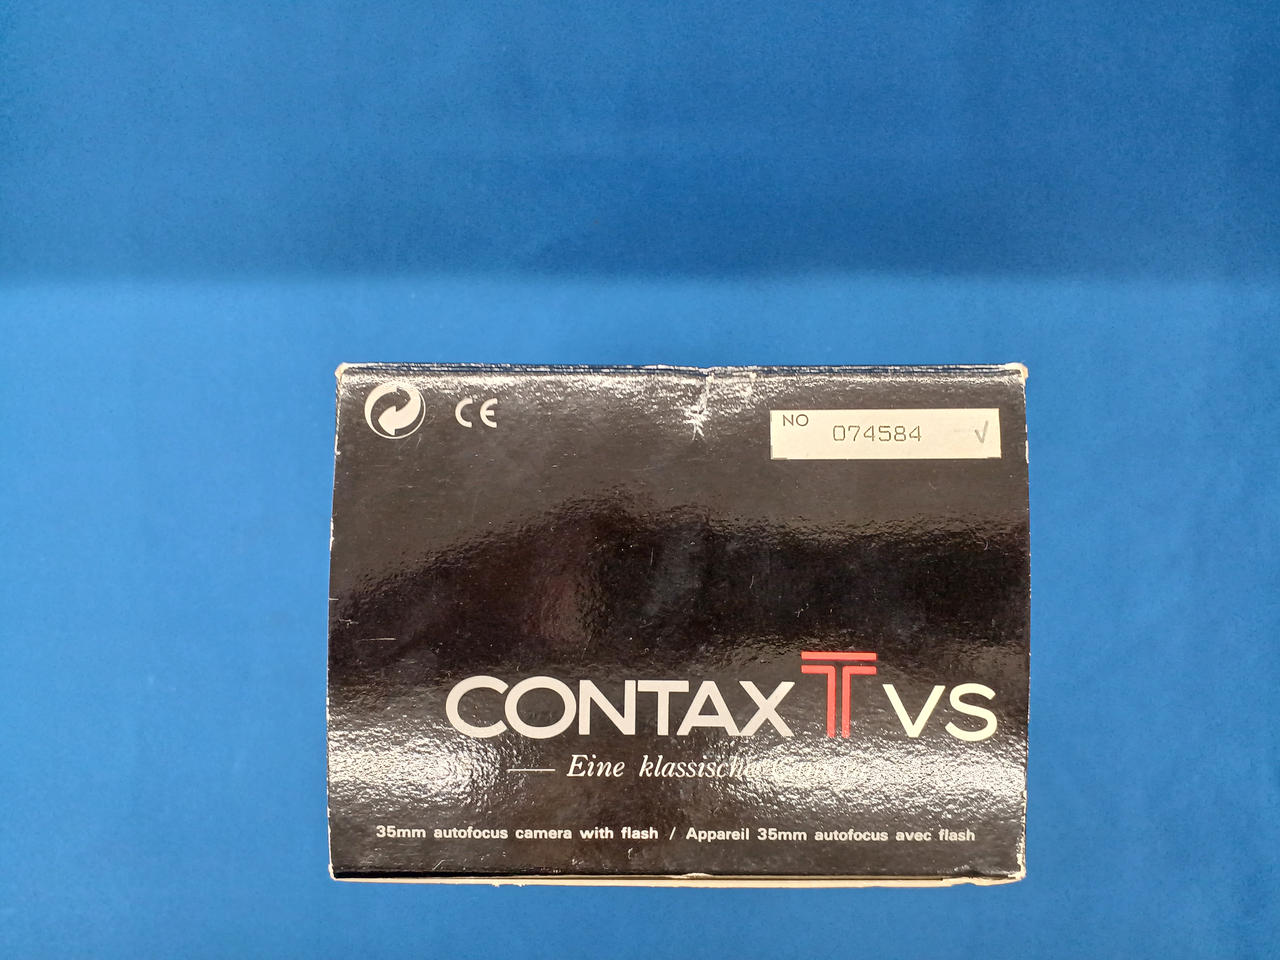 CE
NO 074584 √
CONTAX T VS
— Eine klassische
35mm autofocus camera with flash / Appareil 35mm autofocus avec flash